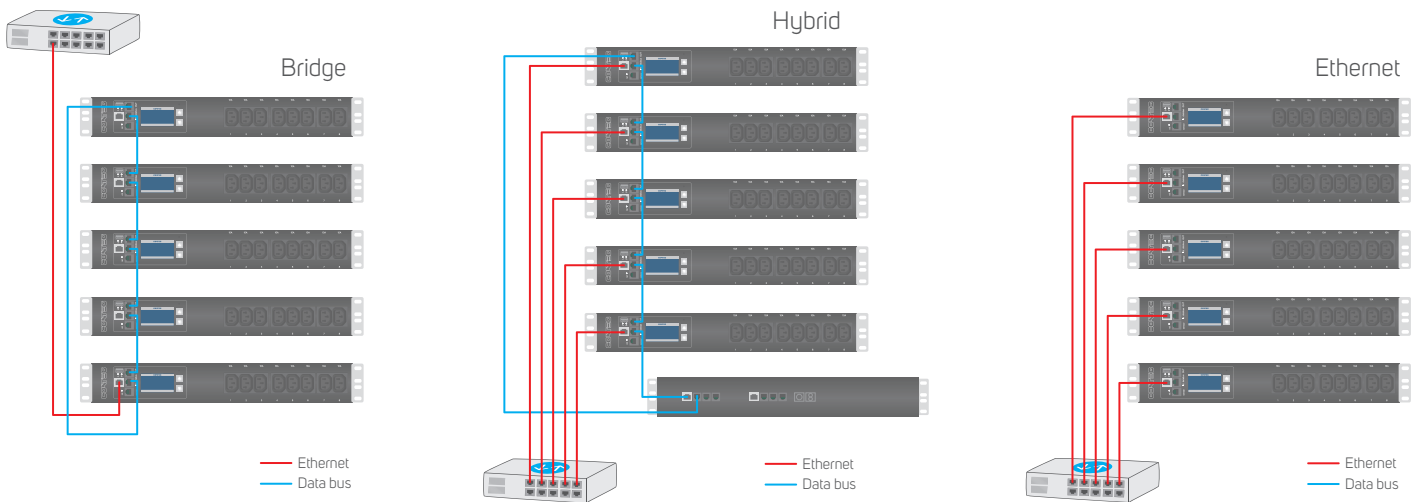 Bridge
Ethernet
Data bus
Hybrid
Ethernet
Data bus
Ethernet
Ethernet
Data bus